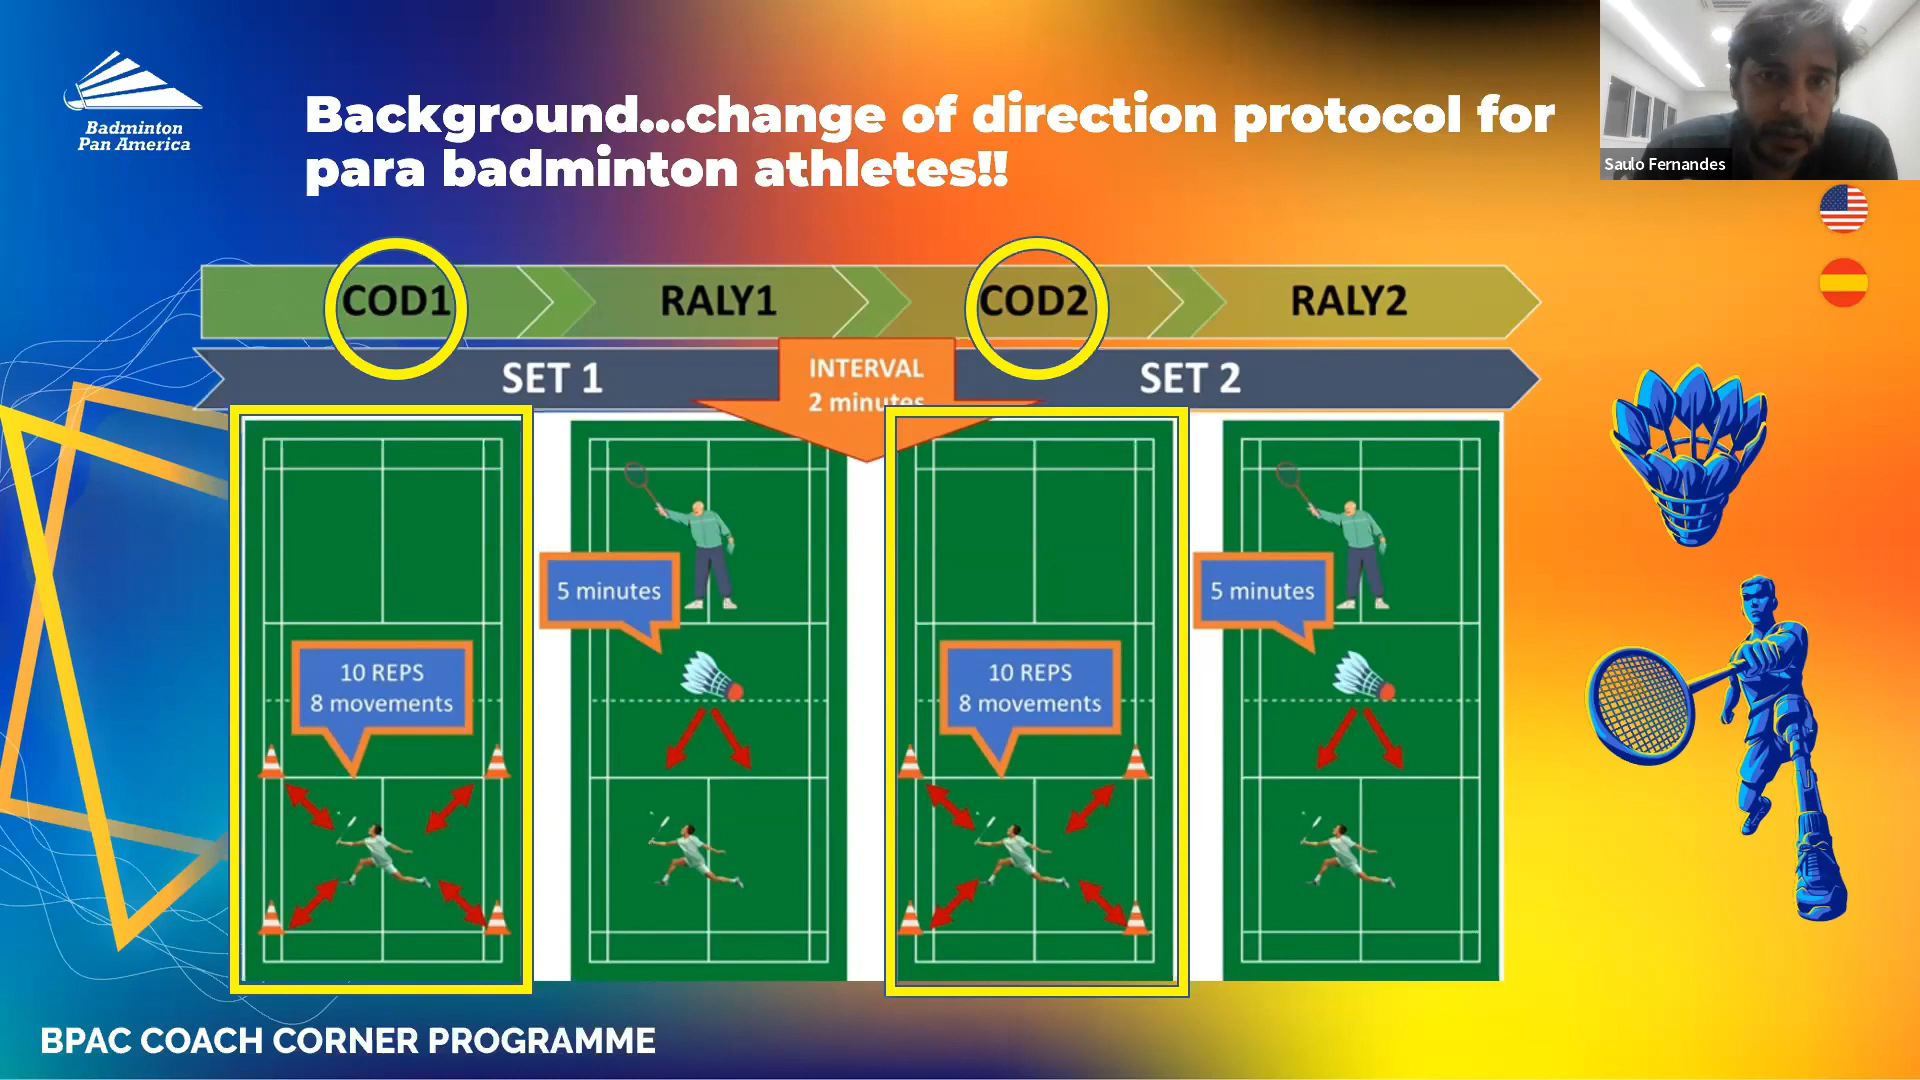 Badminton
Pan America
Background...change of direction protocol for
para badminton athletes!!
Saulo Fernandes
COD1
RALY1
COD2
RALY2
SET 1
INTERVAL
2 minutes
SET 2
5 minutes
5 minutes
10 REPS
8 movements
10 REPS
8 movements
BPAC COACH CORNER PROGRAMME